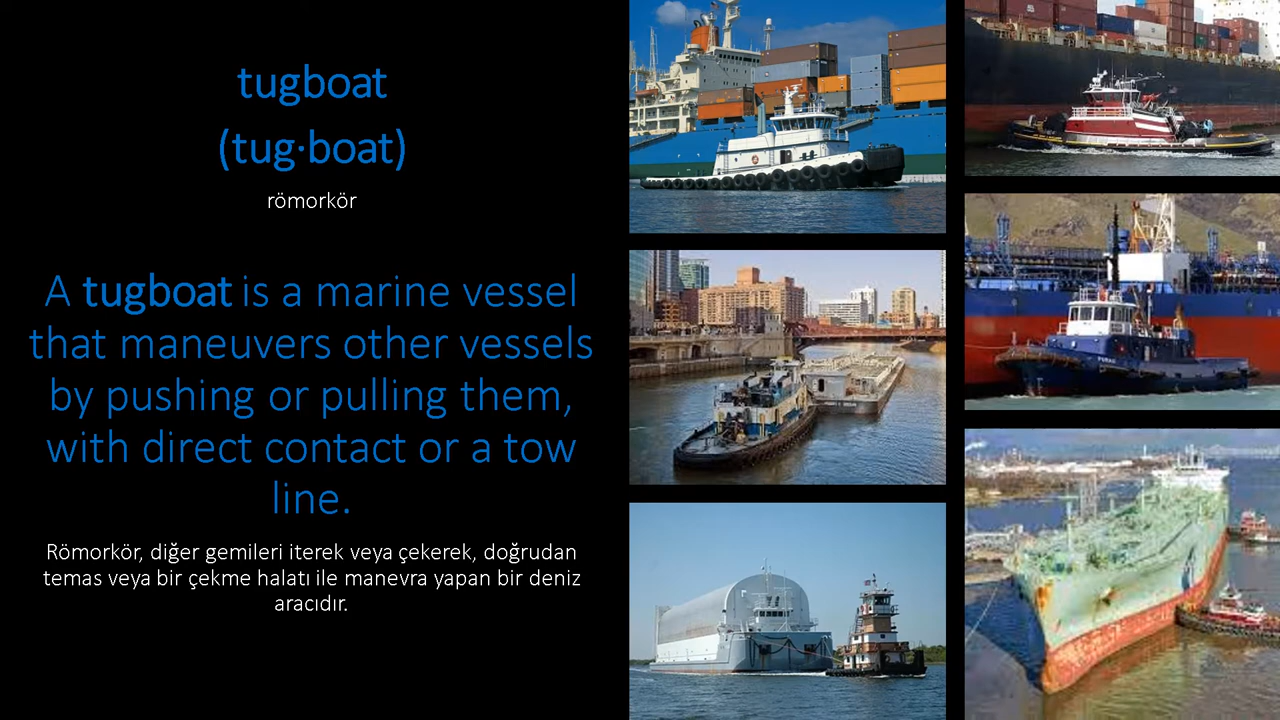 tugboat
(tug·boat)
römorkör
A tugboat is a marine vessel
that maneuvers other vessels
by pushing or pulling them,
with direct contact or a tow
line.
Römorkör, diğer gemileri iterek veya çekerek, doğrudan
temas veya bir çekme halatı ile manevra yapan bir deniz
aracıdır.